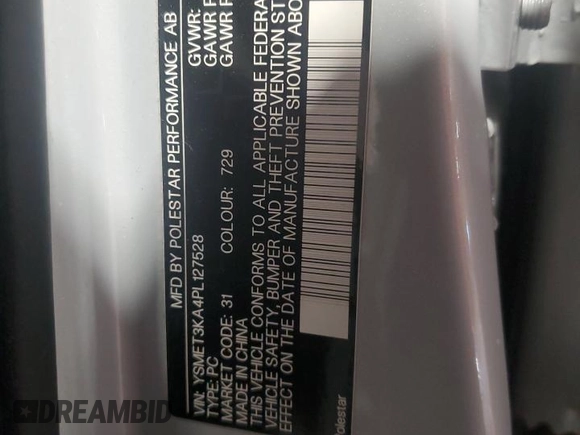 MFD BY POLESTAR PERFORMANCE AB
GVWR:
GAWR F
GAWR R
VIN: YSMET3KA4PL127528
TYPE: PC
MARKET CODE: 31 COLOUR: 729
MADE IN CHINA
THIS VEHICLE CONFORMS TO ALL APPLICABLE FEDERA
VEHICLE SAFETY, BUMPER AND THEFT PREVENTION ST
EFFECT ON THE DATE OF MANUFACTURE SHOWN ABO
olestar
DREAMBID